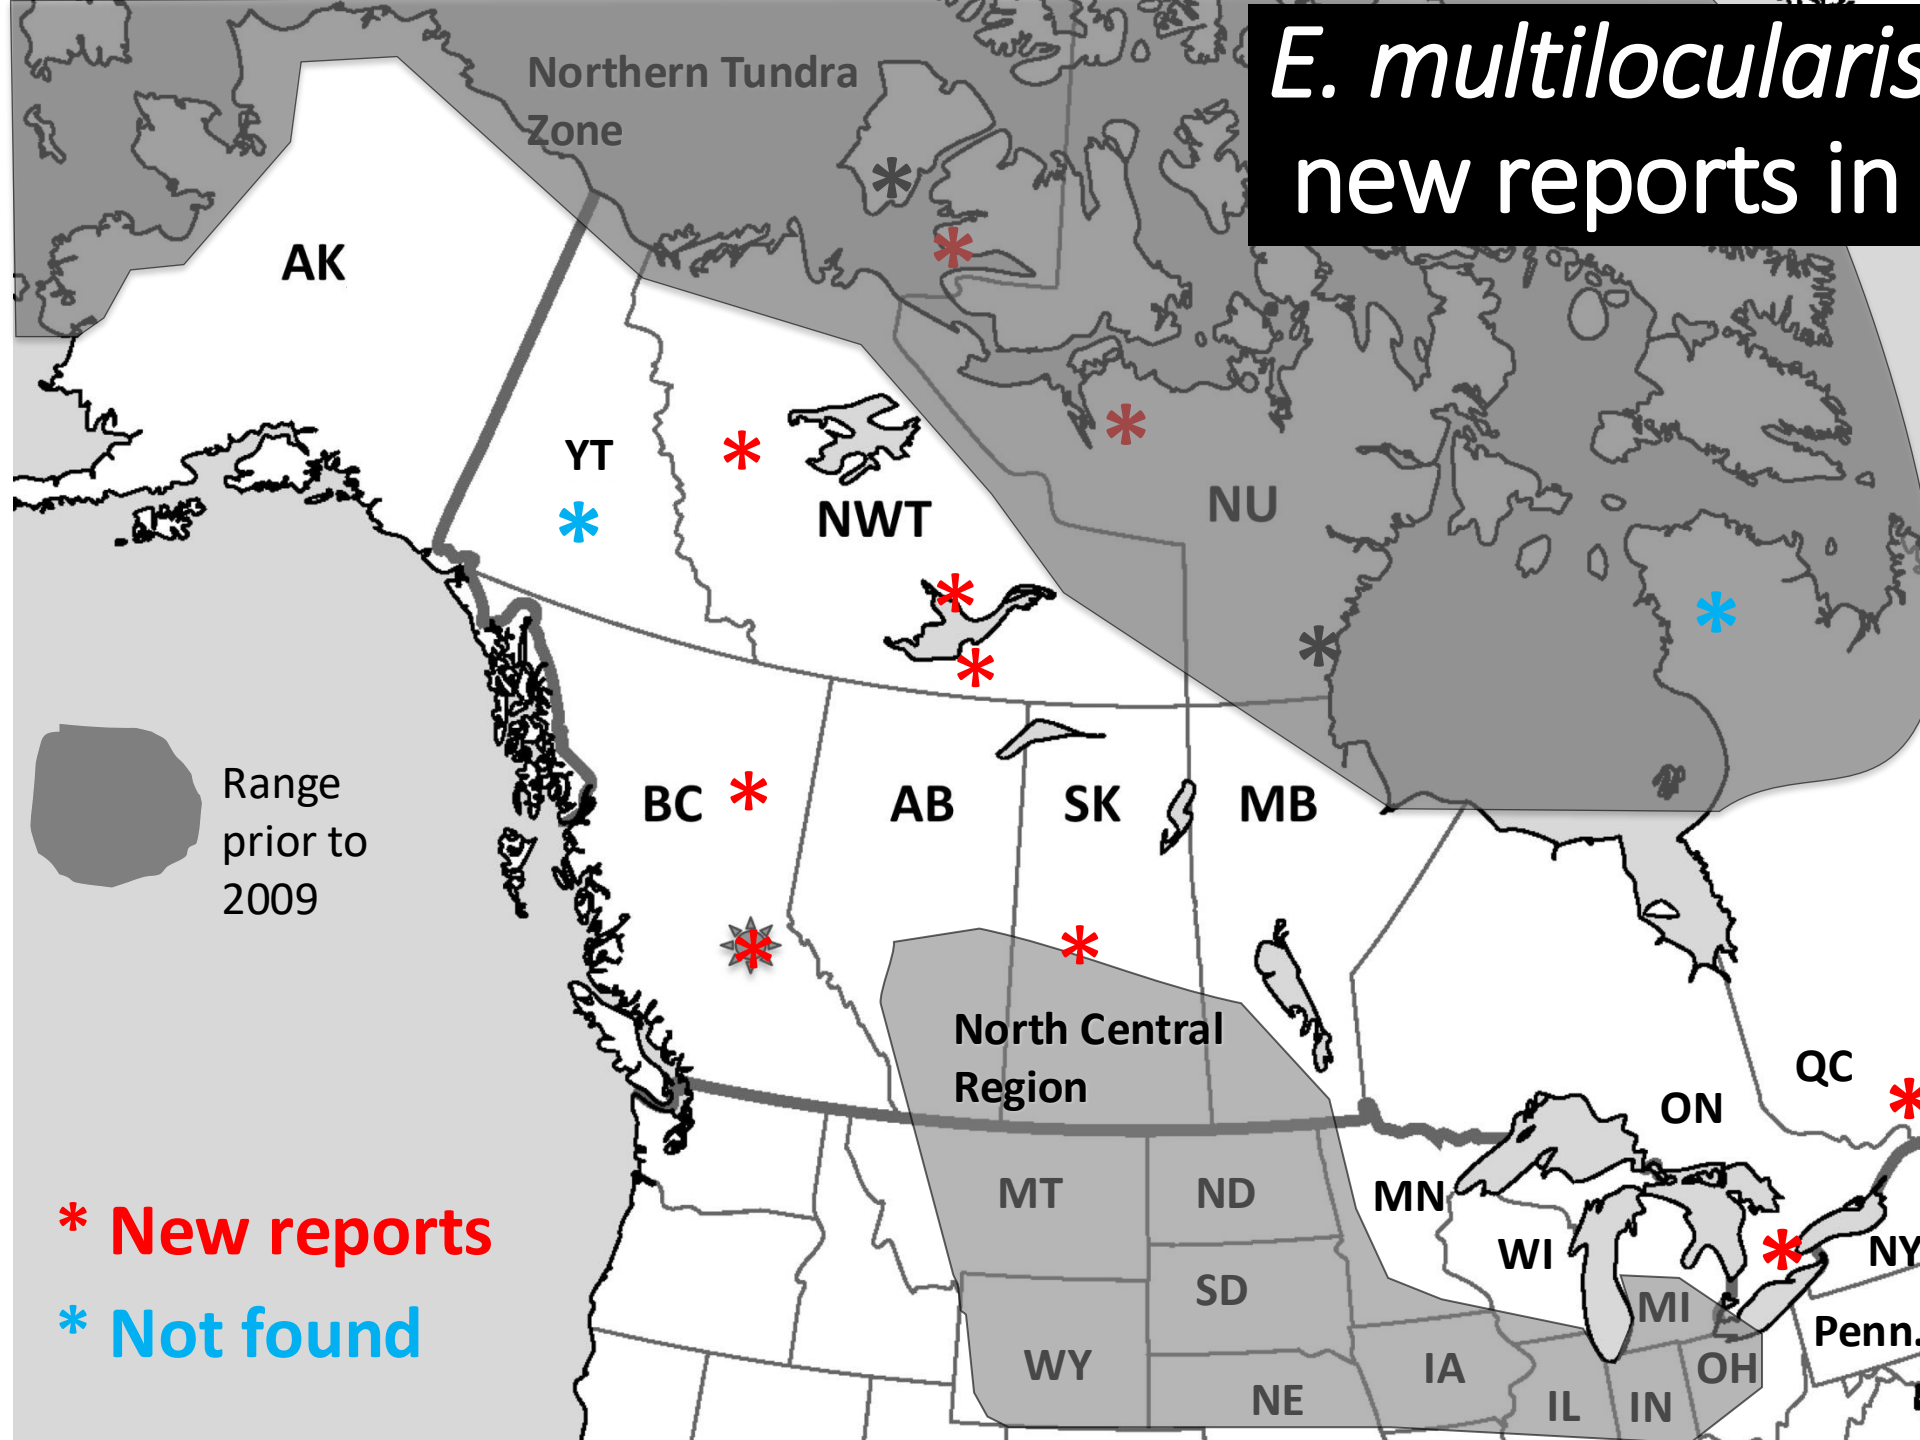 E. multilocularis
new reports in
Northern Tundra
Zone
AK
YT
NWT
NU
BC
AB
SK
MB
Range
prior to
2009
North Central
Region
QC
ON
MT
ND
MN
WI
NY
SD
MI
Penn.
WY
NE
IA
IL
IN
OH
* New reports
* Not found